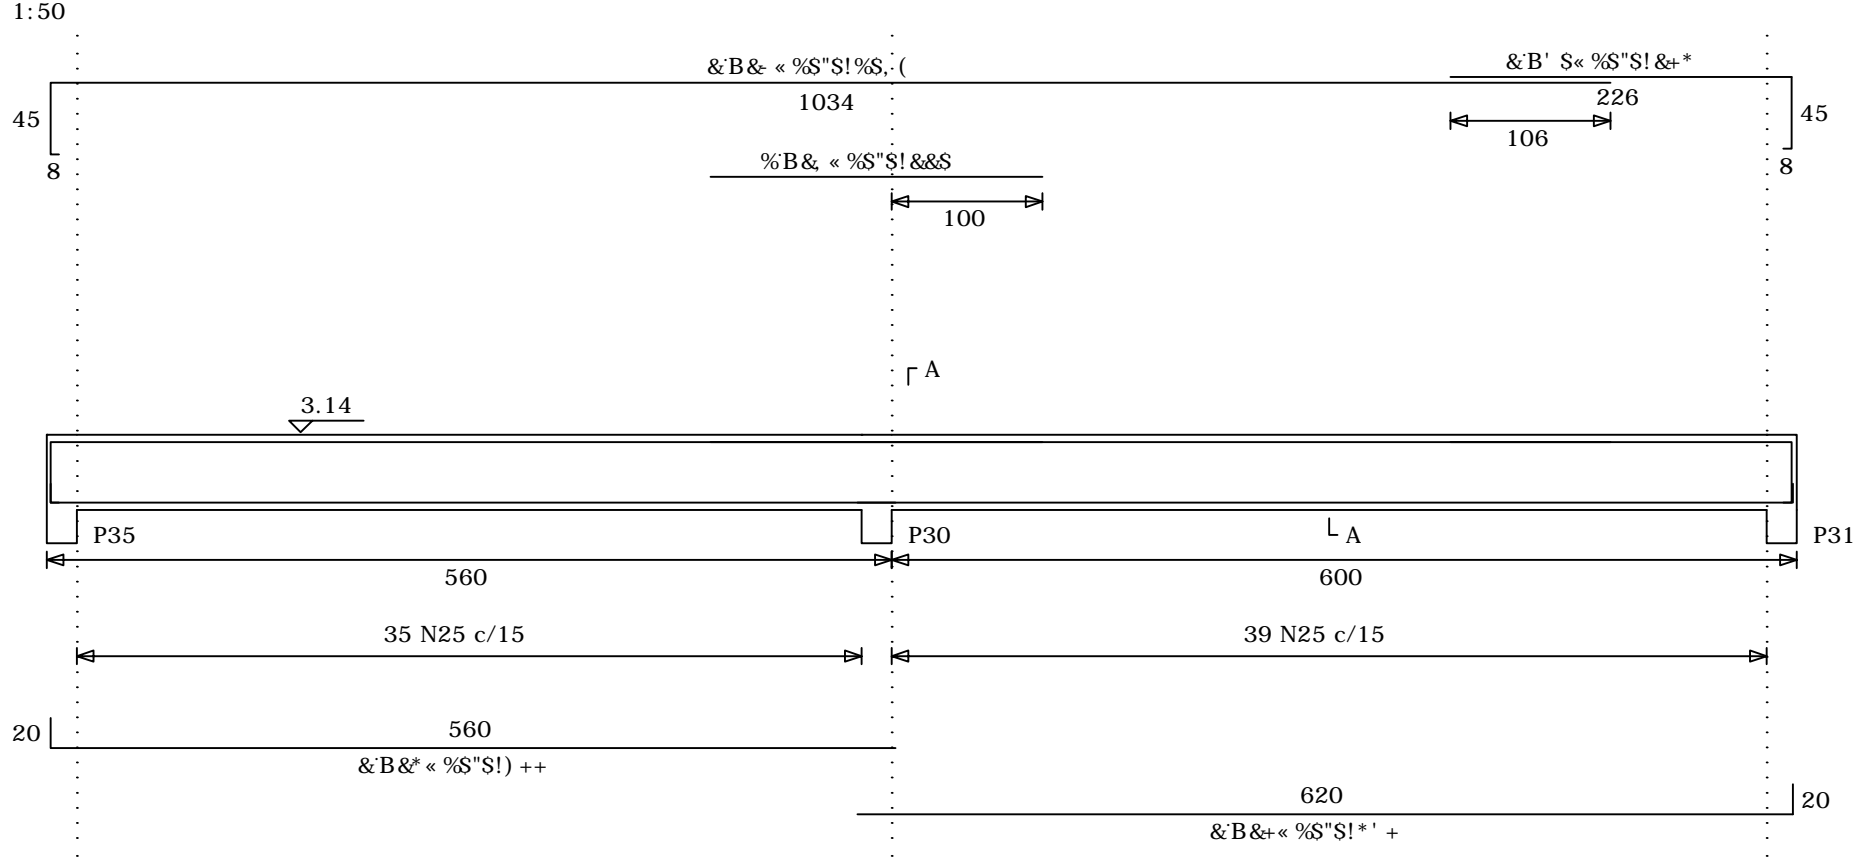 1:50
&¨B&- « %$"$!%$, (
&¨B' $« %$"$!&+*
1034
226
45
45
106
8
8
%¨B&, « %$"$!&&$
100
A
3.14
P35
P30
A
P31
560
600
35 N25 c/15
39 N25 c/15
20
560
&¨B&* « %$"$!) ++
620
20
&¨B&+« %$"$!*' +